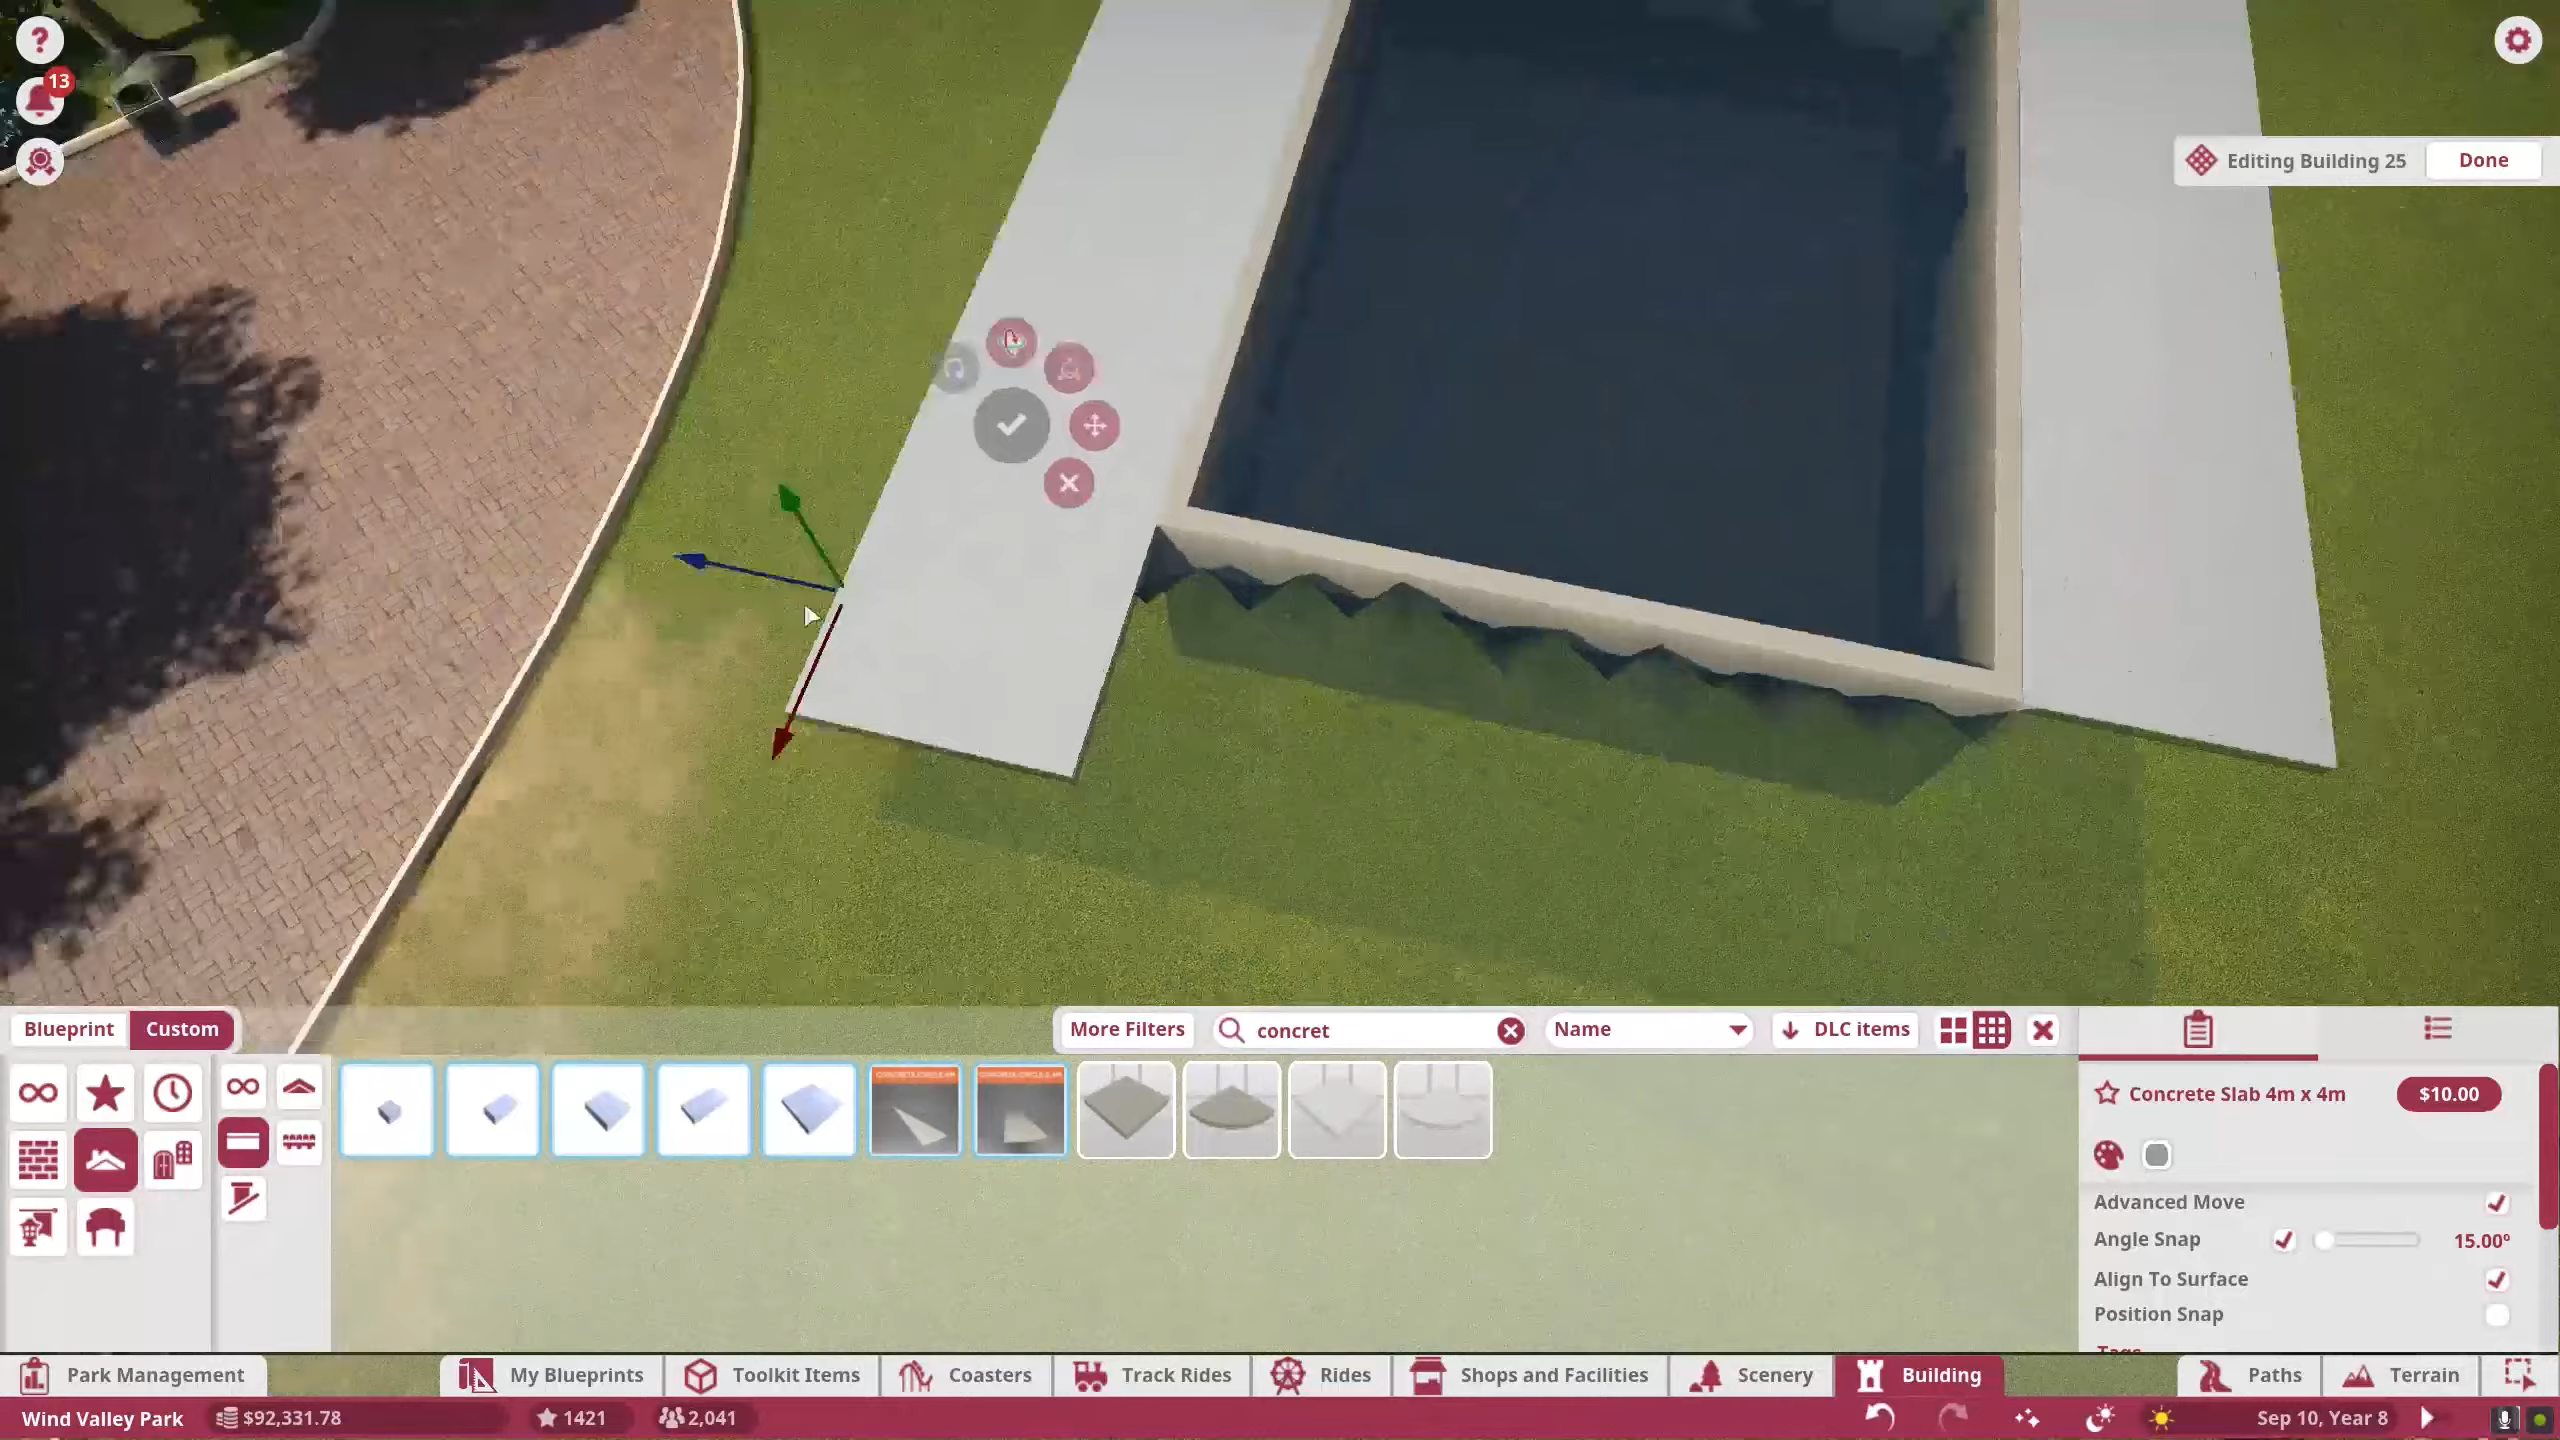 ?
13
Editing Building 25
Done
Blueprint
Custom
More Filters
concret
Name
DLC items
Concrete Slab 4m x 4m
$10.00
Advanced Move
Angle Snap
15.00°
Align To Surface
Position Snap
Tags
Park Management
My Blueprints
Toolkit Items
Coasters
Track Rides
Rides
Shops and Facilities
Scenery
Building
Paths
Terrain
Wind Valley Park
$92,331.78
1421
2,041
Sep 10, Year 8